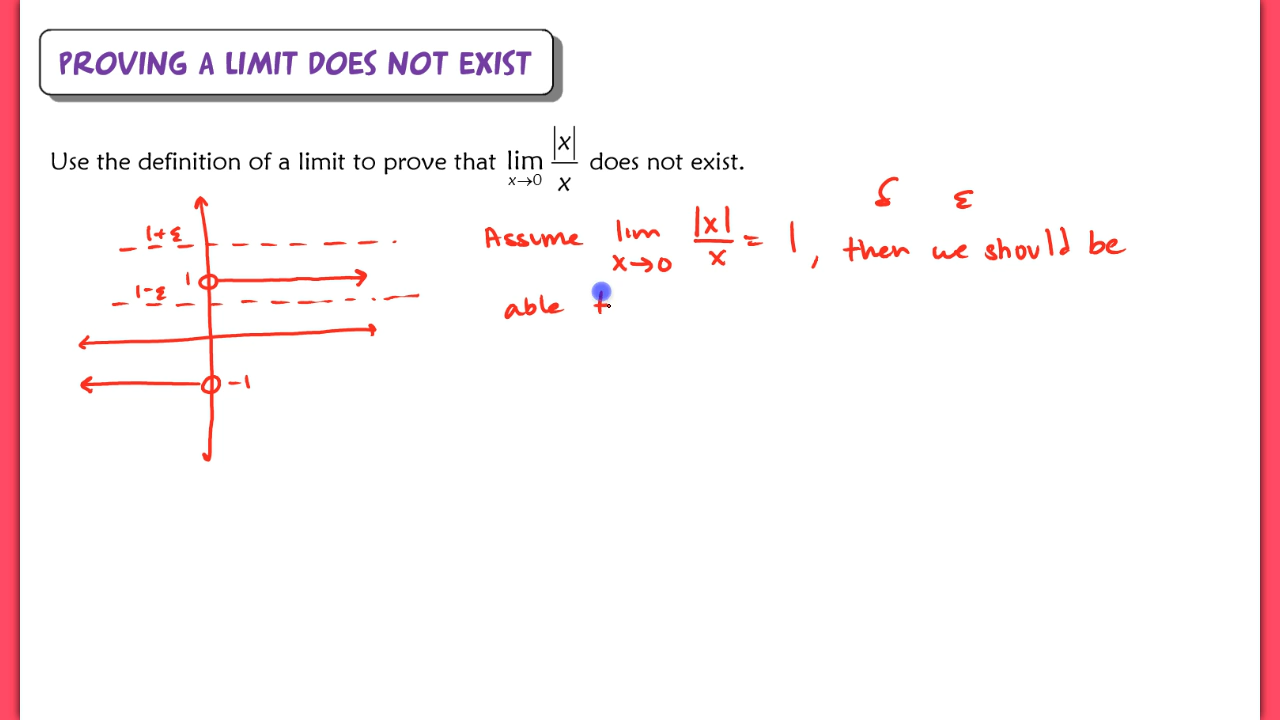 PROVING A LIMIT DOES NOT EXIST
Use the definition of a limit to prove that lim x→0 |x|/x does not exist.
δ ε
Assume lim x→0 |x|/x = 1, then we should be
able t
1+ε
1
1-ε
-1